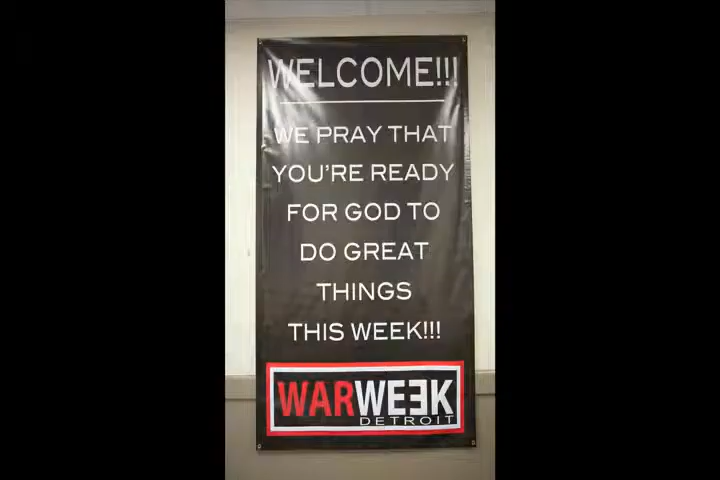 WELCOME!!!
WE PRAY THAT
YOU'RE READY
FOR GOD TO
DO GREAT
THINGS
THIS WEEK!!!
WARWEEK
DETROIT